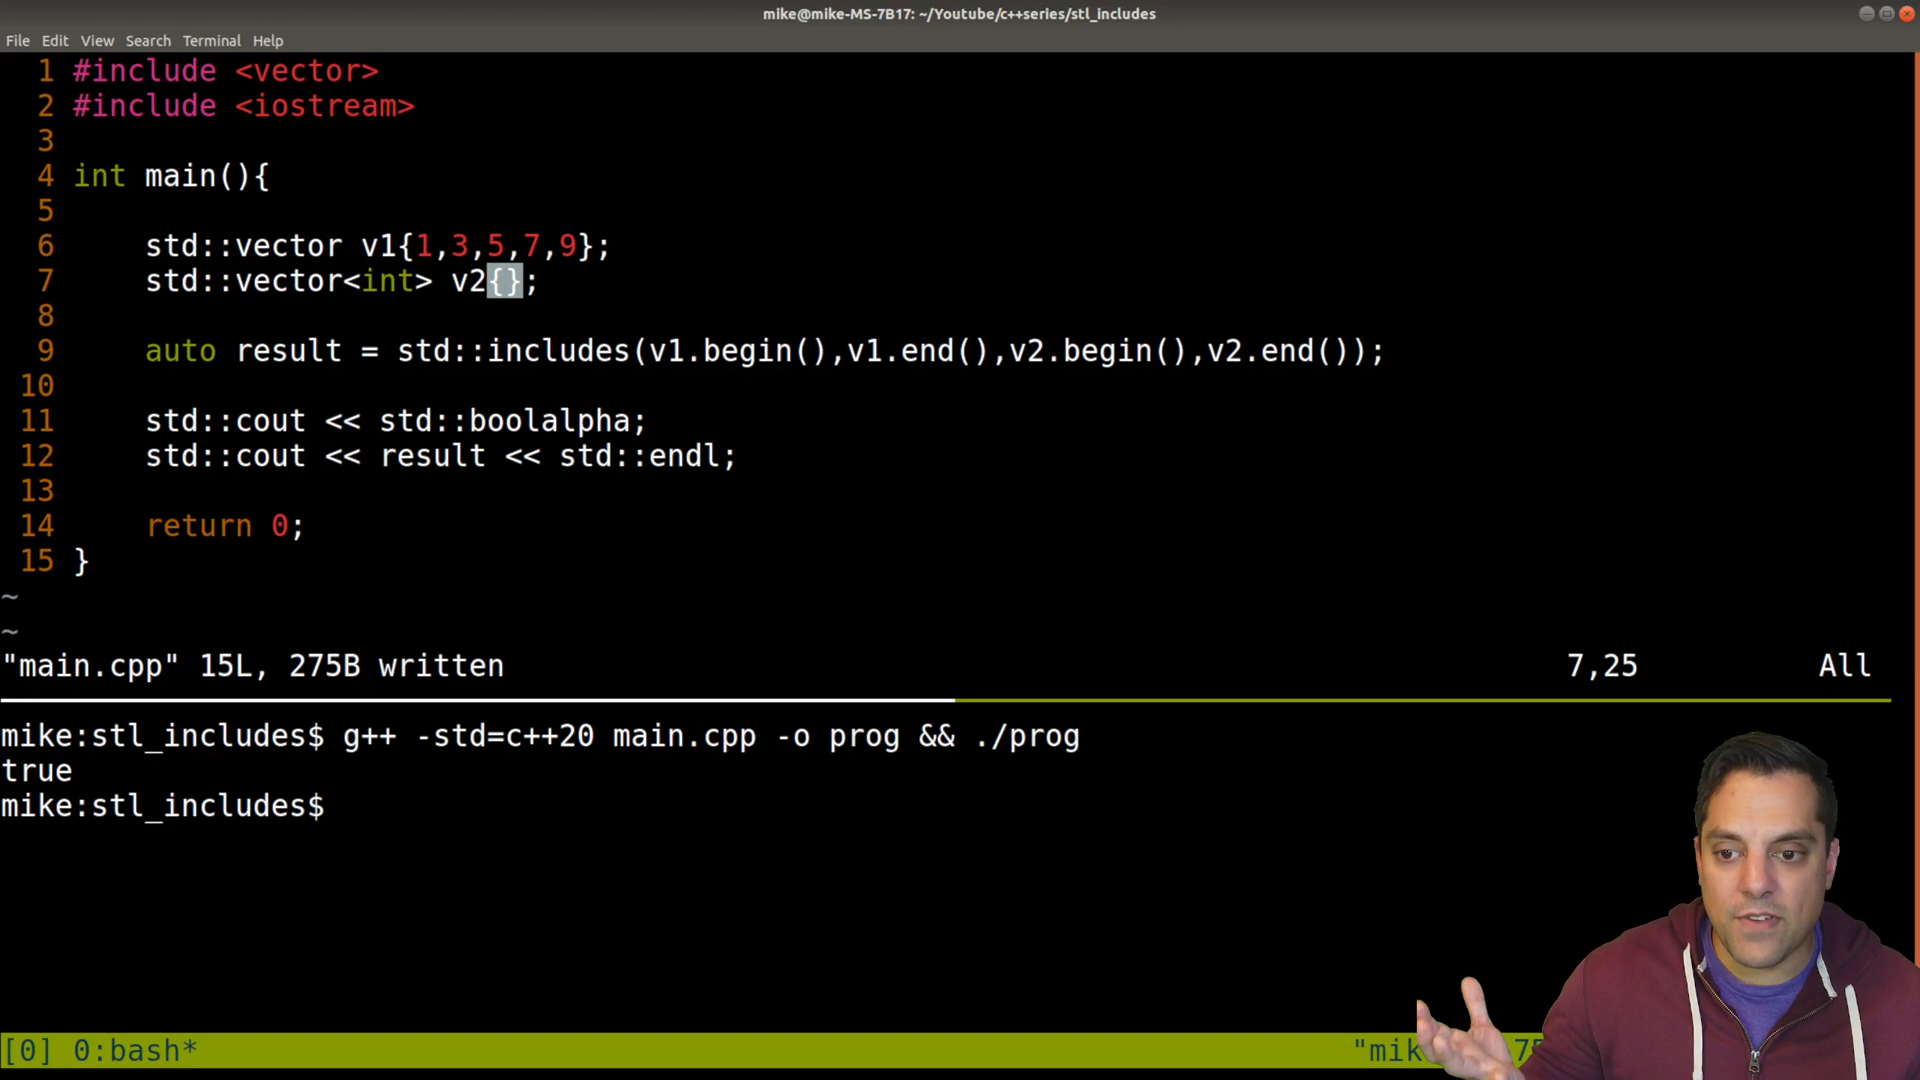 mike@mike-MS-7B17: ~/Youtube/c++series/stl_includes
File Edit View Search Terminal Help
1 #include <vector>
2 #include <iostream>
3
4 int main(){
5
6     std::vector v1{1,3,5,7,9};
7     std::vector<int> v2{};
8
9     auto result = std::includes(v1.begin(),v1.end(),v2.begin(),v2.end());
10
11     std::cout << std::boolalpha;
12     std::cout << result << std::endl;
13
14     return 0;
15 }
~
~
"main.cpp" 15L, 275B written 7,25 All
mike:stl_includes$ g++ -std=c++20 main.cpp -o prog && ./prog
true
mike:stl_includes$
[0] 0:bash* "mik